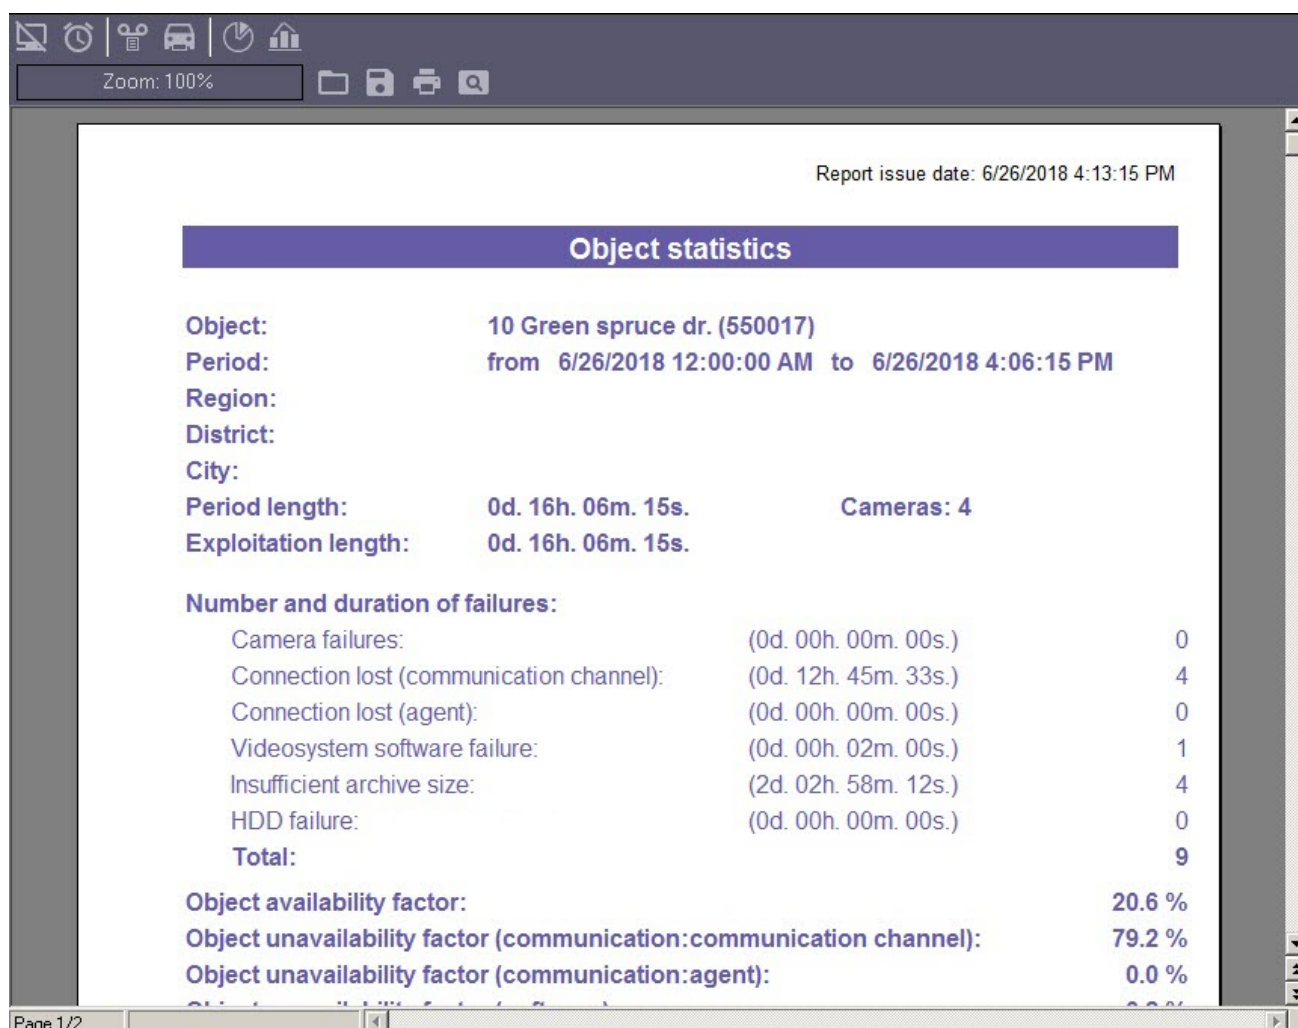 Zoom: 100%
Report issue date: 6/26/2018 4:13:15 PM
Object statistics
Object: 10 Green spruce dr. (550017)
Period: from 6/26/2018 12:00:00 AM to 6/26/2018 4:06:15 PM
Region:
District:
City:
Period length: 0d. 16h. 06m. 15s. Cameras: 4
Exploitation length: 0d. 16h. 06m. 15s.
Number and duration of failures:
Camera failures: (0d. 00h. 00m. 00s.) 0
Connection lost (communication channel): (0d. 12h. 45m. 33s.) 4
Connection lost (agent): (0d. 00h. 00m. 00s.) 0
Videosystem software failure: (0d. 00h. 02m. 00s.) 1
Insufficient archive size: (2d. 02h. 58m. 12s.) 4
HDD failure: (0d. 00h. 00m. 00s.) 0
Total: 9
Object availability factor: 20.6 %
Object unavailability factor (communication:communication channel): 79.2 %
Object unavailability factor (communication:agent): 0.0 %
Page 1/2